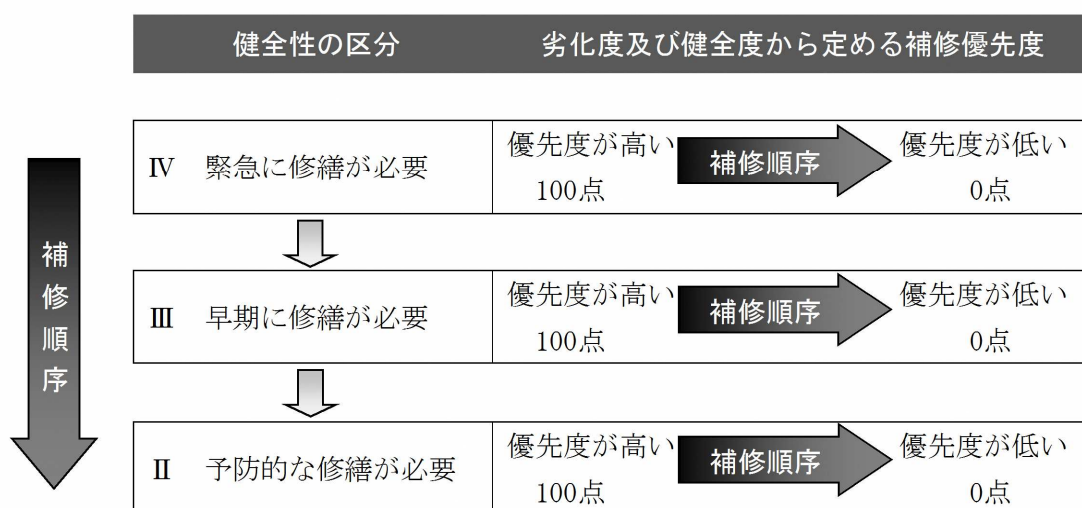 健全性の区分 劣化度及び健全度から定める補修優先度
補修順序
Ⅳ 緊急に修繕が必要
優先度が高い 補修順序 優先度が低い
100点 0点
Ⅲ 早期に修繕が必要
優先度が高い 補修順序 優先度が低い
100点 0点
Ⅱ 予防的な修繕が必要
優先度が高い 補修順序 優先度が低い
100点 0点